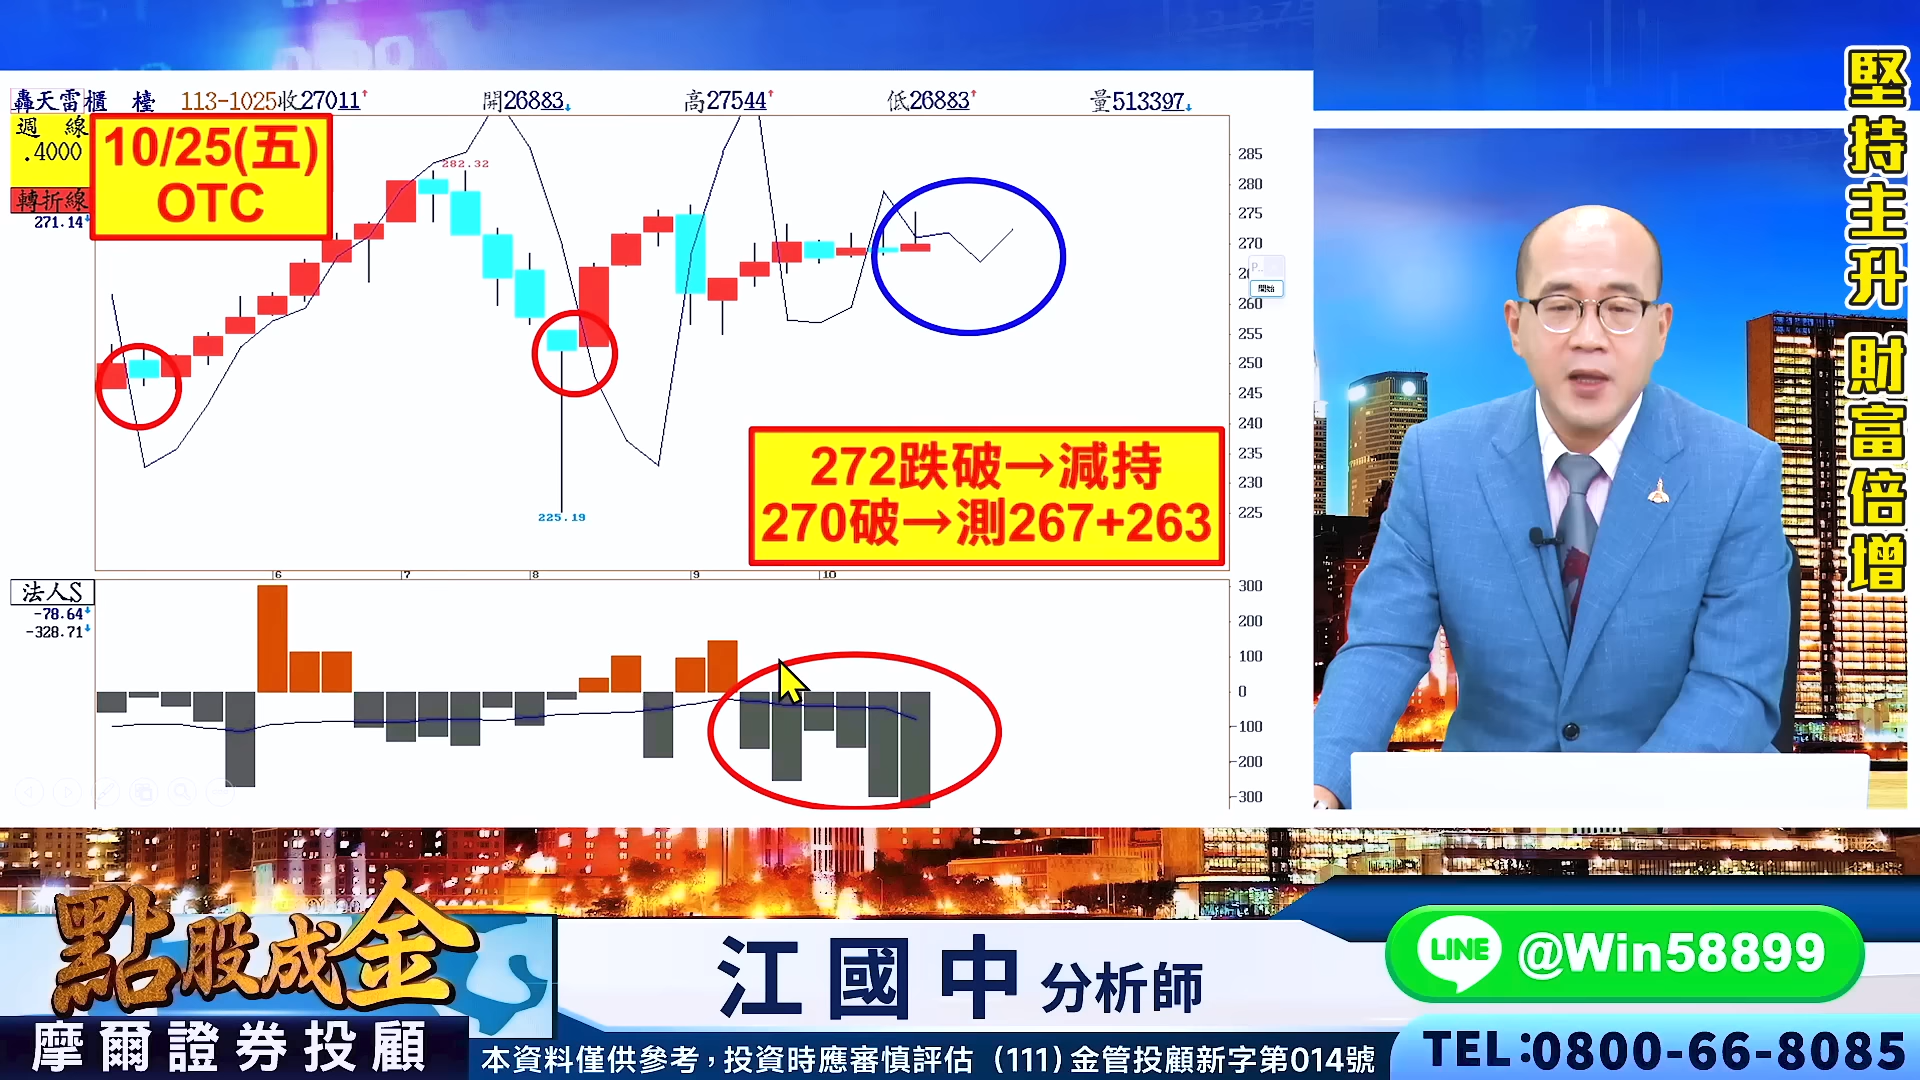 轟天雷櫃 檯 113-1025收27011↑ 開26883↓ 高27544↑ 低26883↑ 量513397↓
週 線
.4000
轉折線
271.14↓
10/25(五)
OTC
282.32
225.19
285
280
275
270
260
255
250
245
240
235
230
225
開始
272跌破→減持
270破→測267+263
6 7 8 9 10
法人S
-78.64↓
-328.71↓
300
200
100
0
-100
-200
-300
堅持主升 財富倍增
點股成金
摩爾證券投顧
江國中 分析師
本資料僅供參考，投資時應審慎評估 (111) 金管投顧新字第014號
LINE @Win58899
TEL:0800-66-8085